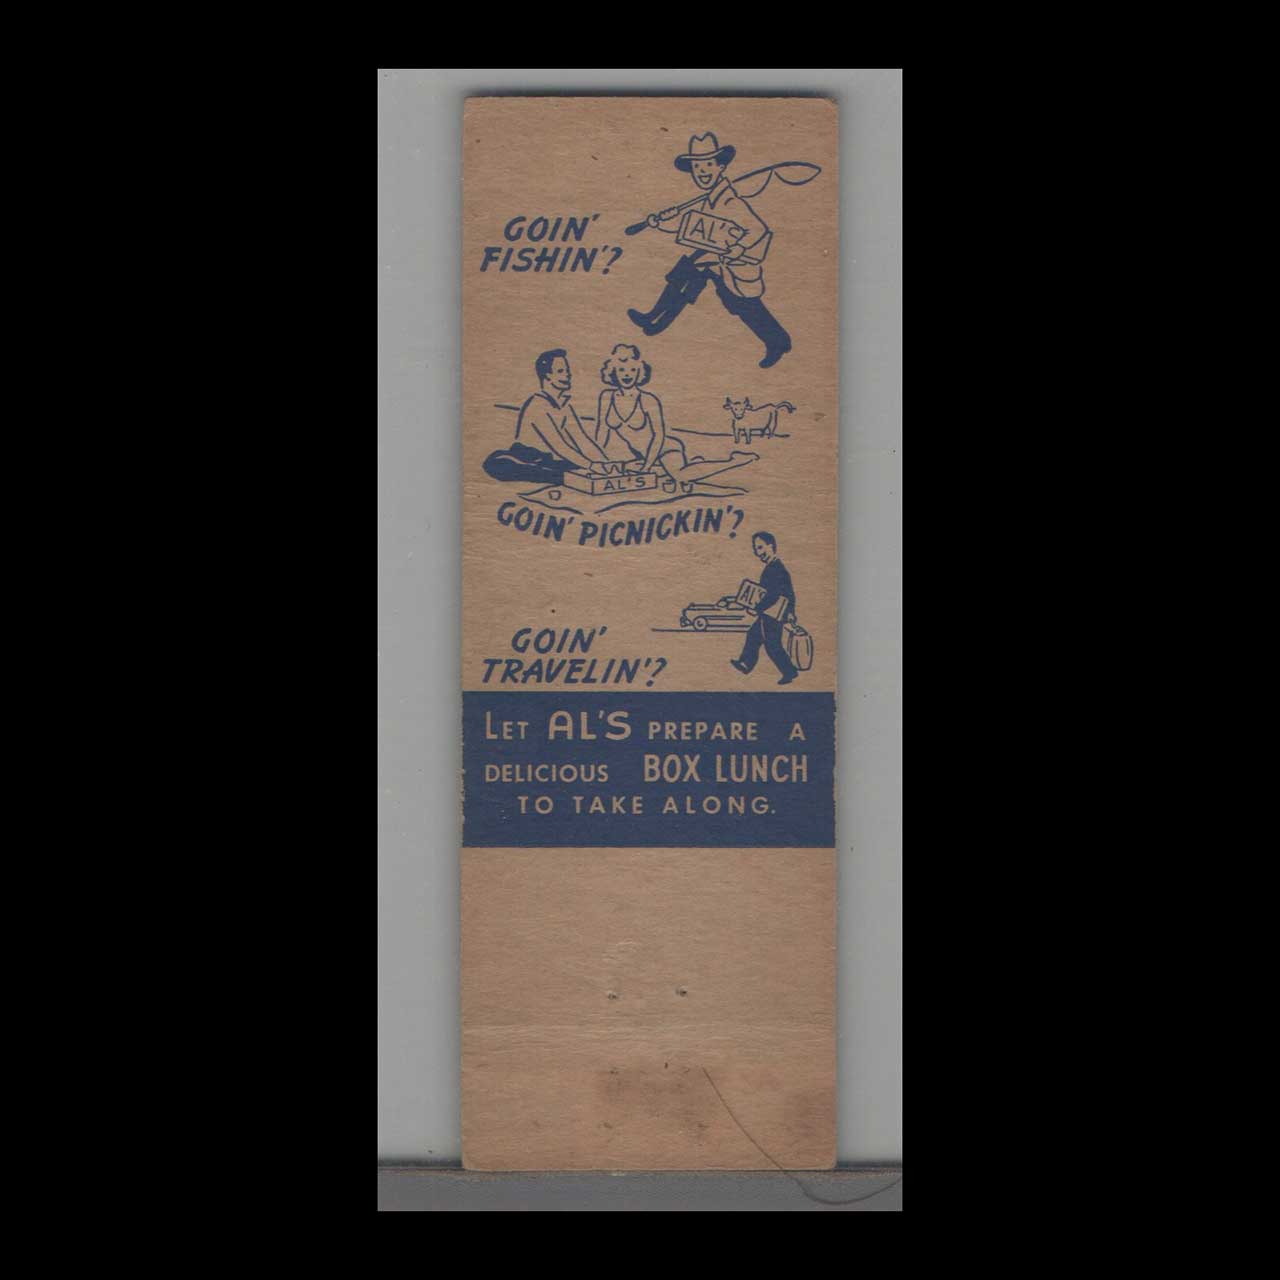 GOIN'
FISHIN'?
AL'S
AL'S
GOIN' PICNICKIN'?
AL'S
GOIN'
TRAVELIN'?
LET AL'S PREPARE A
DELICIOUS BOX LUNCH
TO TAKE ALONG.